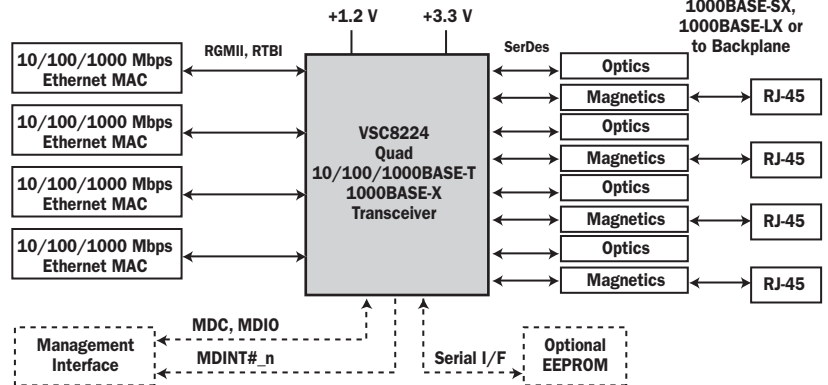 1000BASE-SX,
1000BASE-LX or
to Backplane
+1.2 V
+3.3 V
RGMII, RTBI
SerDes
10/100/1000 Mbps
Ethernet MAC
10/100/1000 Mbps
Ethernet MAC
10/100/1000 Mbps
Ethernet MAC
10/100/1000 Mbps
Ethernet MAC
VSC8224
Quad
10/100/1000BASE-T
1000BASE-X
Transceiver
Optics
Magnetics
RJ-45
Optics
Magnetics
RJ-45
Optics
Magnetics
RJ-45
Optics
Magnetics
RJ-45
Management
Interface
MDC, MDIO
MDINT#_n
Serial I/F
Optional
EEPROM